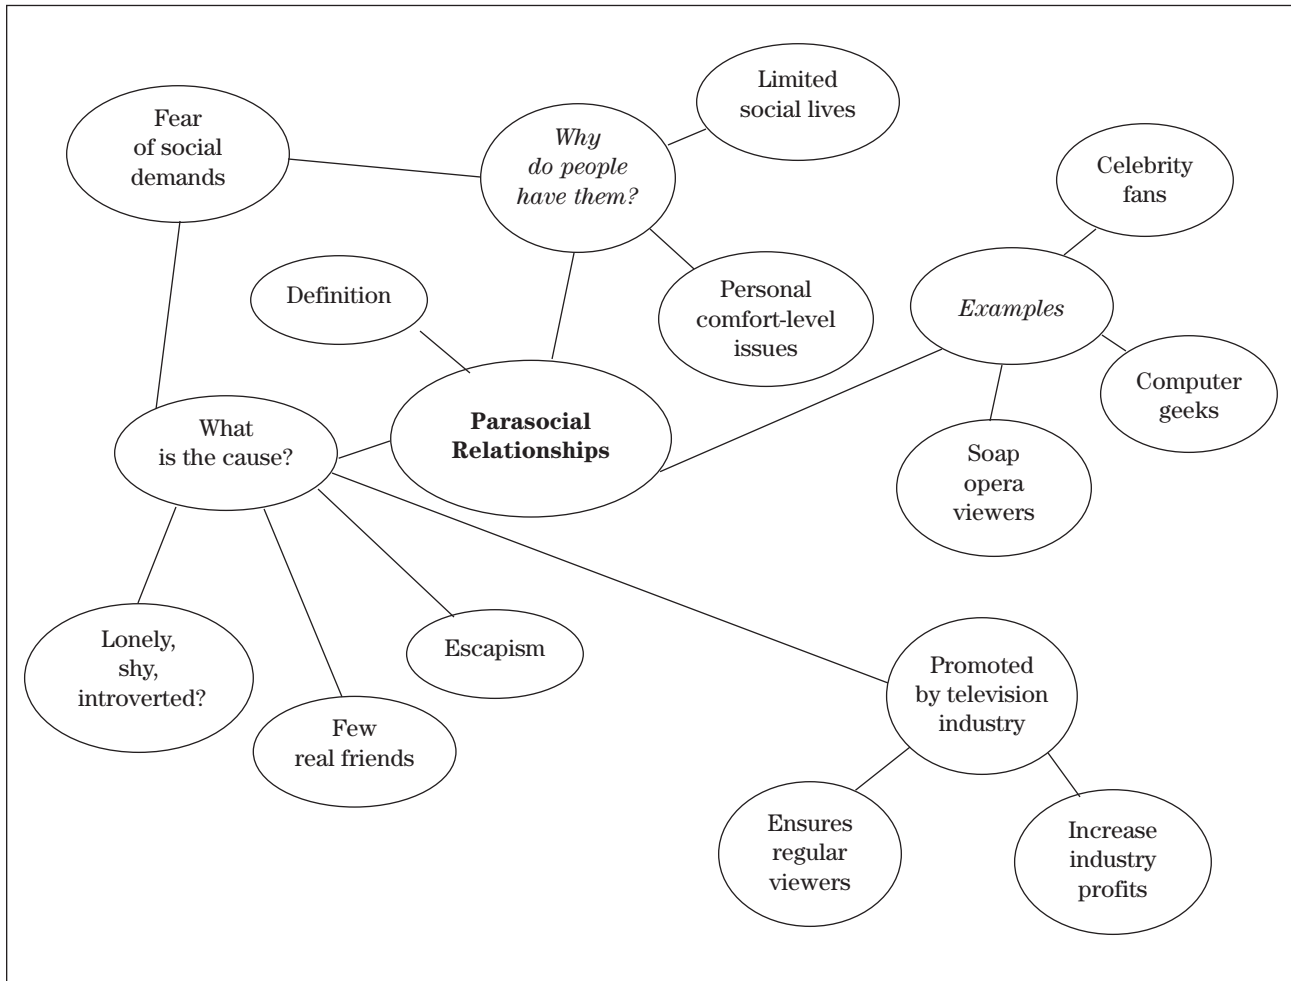 Limited
social lives
Fear
of social
demands
Why
do people
have them?
Celebrity
fans
Definition
Personal
comfort-level
issues
Examples
Computer
geeks
Parasocial
Relationships
What
is the cause?
Soap
opera
viewers
Lonely,
shy,
introverted?
Escapism
Few
real friends
Promoted
by television
industry
Ensures
regular
viewers
Increase
industry
profits